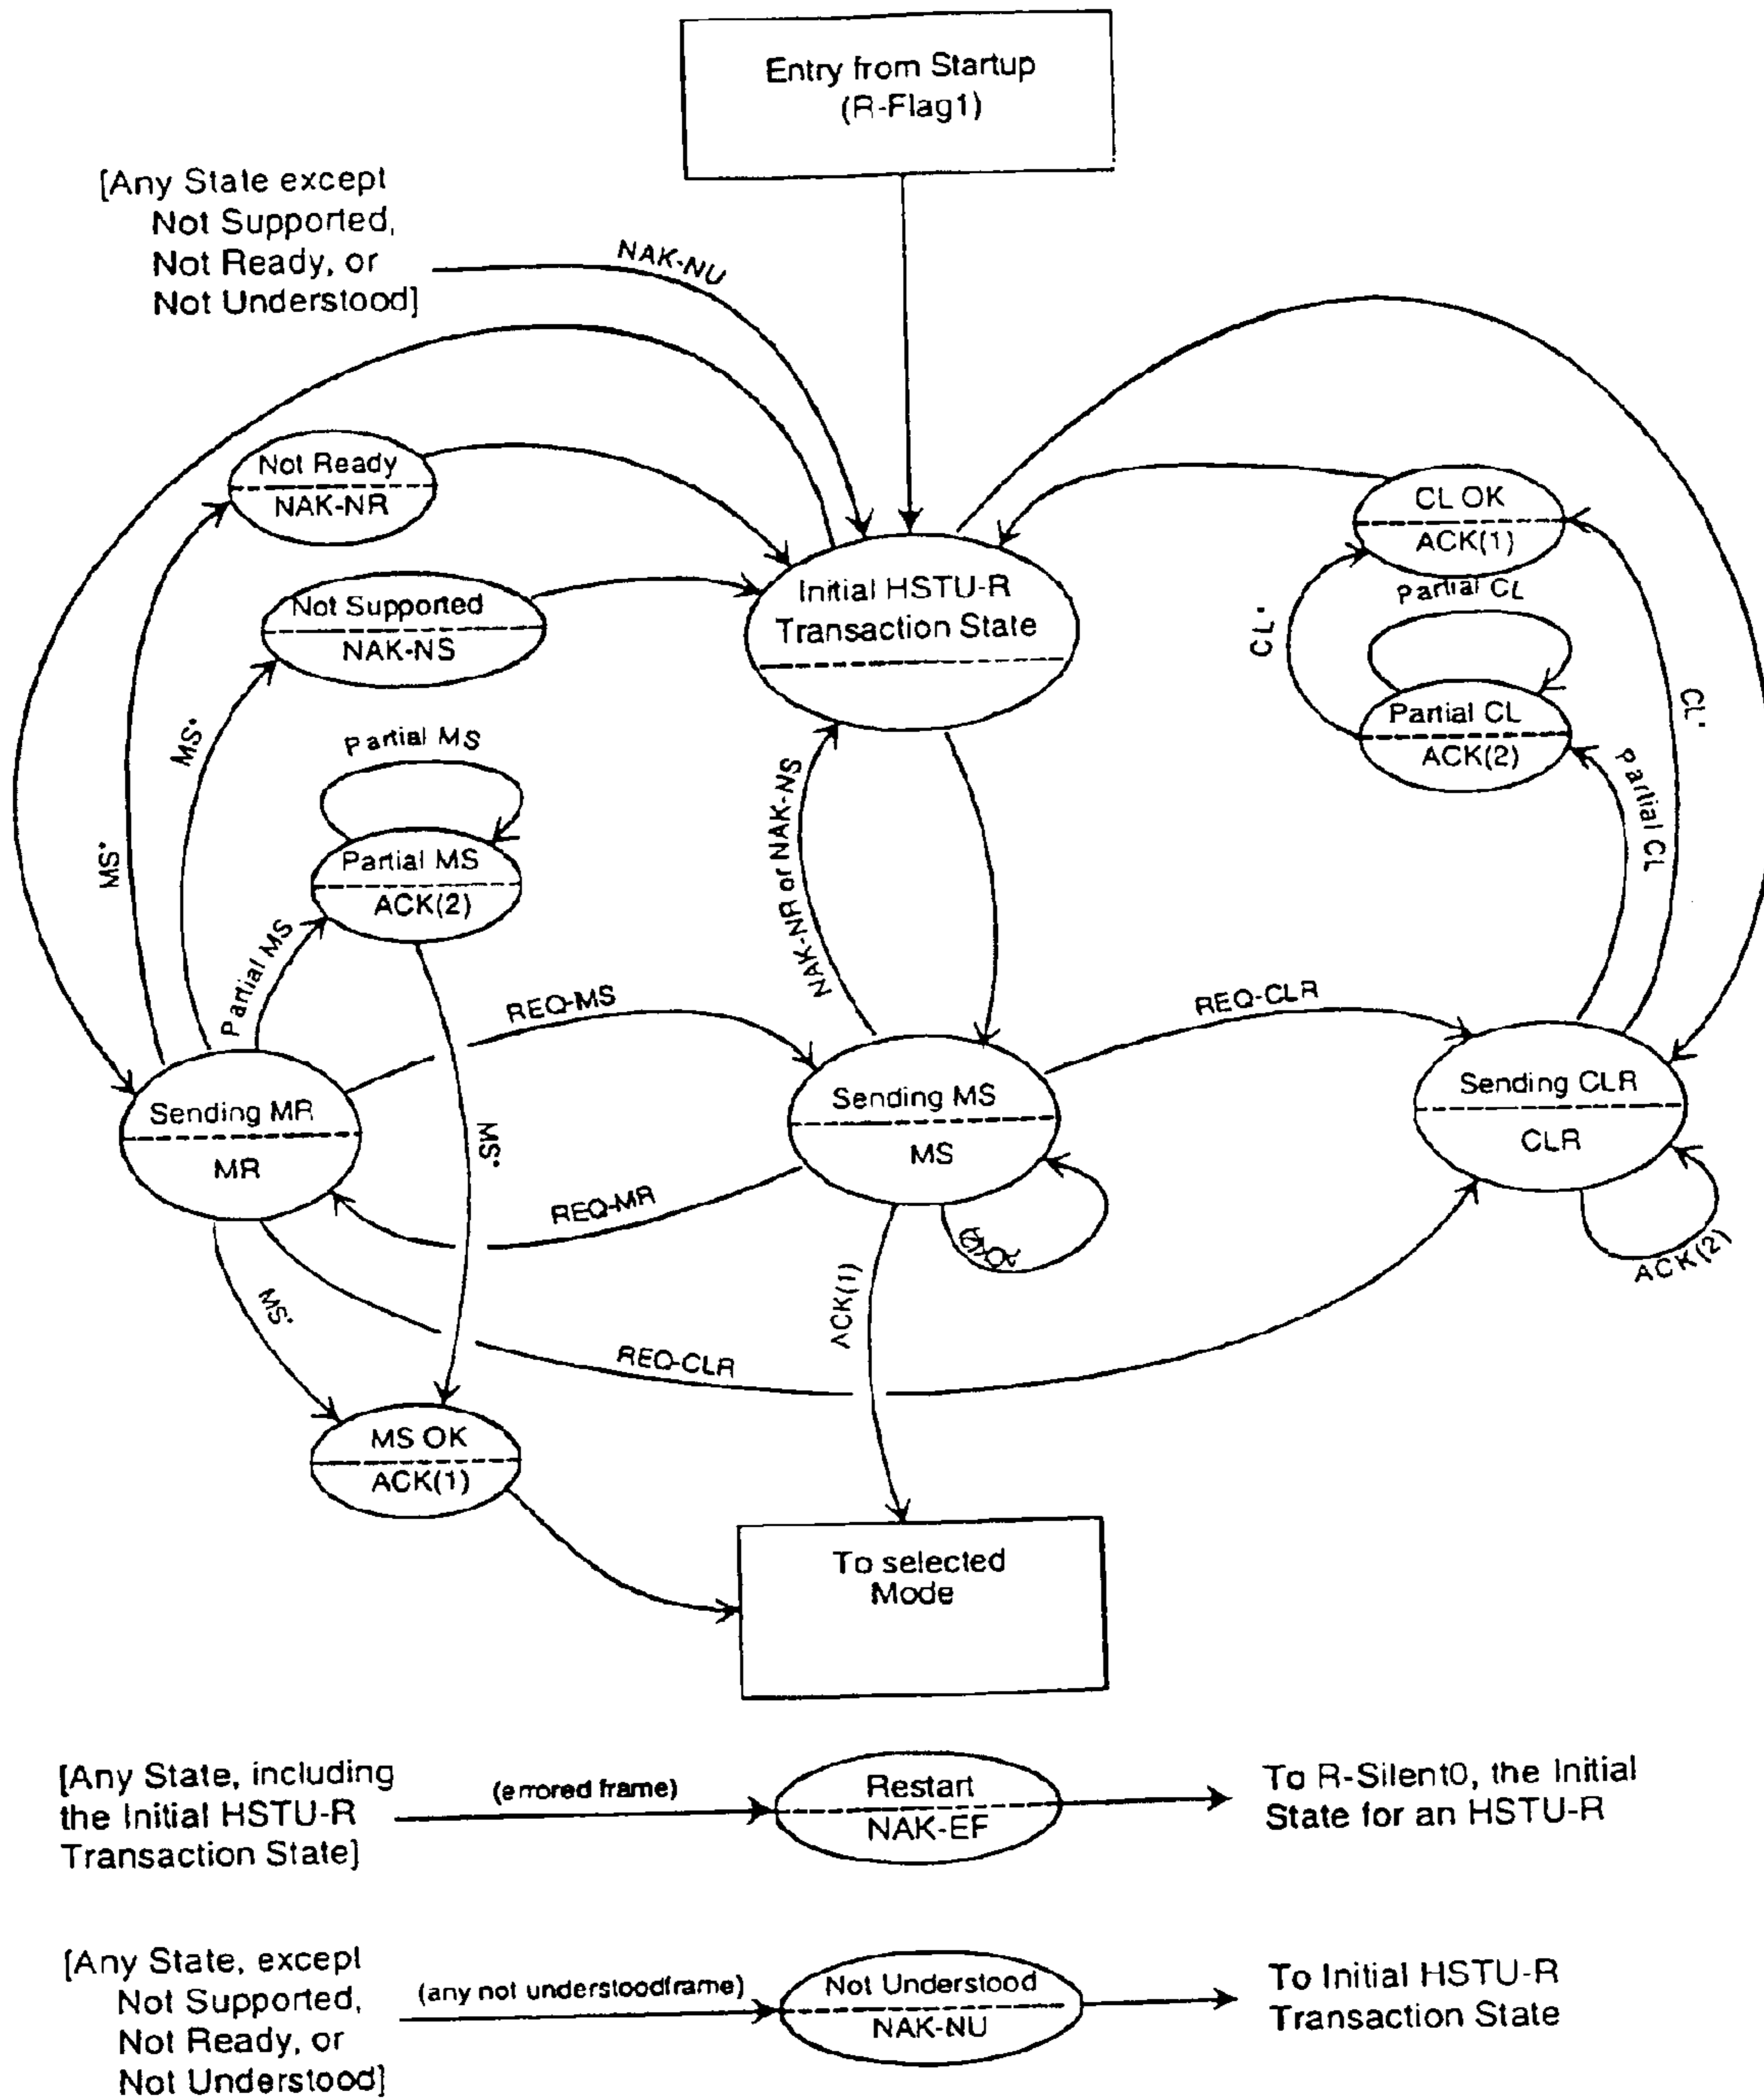 Entry from Startup
(R-Flag1)
[Any State except
Not Supported,
Not Ready, or
Not Understood]
NAK-NU
Not Ready
NAK-NR
Not Supported
NAK-NS
Initial HSTU-R
Transaction State
CL OK
ACK(1)
Partial CL
CL*
Partial CL
ACK(2)
CL*
Partial CL
MS*
MS*
Partial MS
Partial MS
ACK(2)
Partial MS
NAK-NR or NAK-NS
REQ-MS
REQ-CLR
Sending MR
MR
Sending MS
MS
Sending CLR
CLR
MS*
REQ-MR
ACK(2)
MS*
ACK(1)
REQ-CLR
MS OK
ACK(1)
To selected
Mode
[Any State, including
the Initial HSTU-R
Transaction State]
(errored frame)
Restart
NAK-EF
To R-Silent0, the Initial
State for an HSTU-R
[Any State, except
Not Supported,
Not Ready, or
Not Understood]
(any not understoodframe)
Not Understood
NAK-NU
To Initial HSTU-R
Transaction State